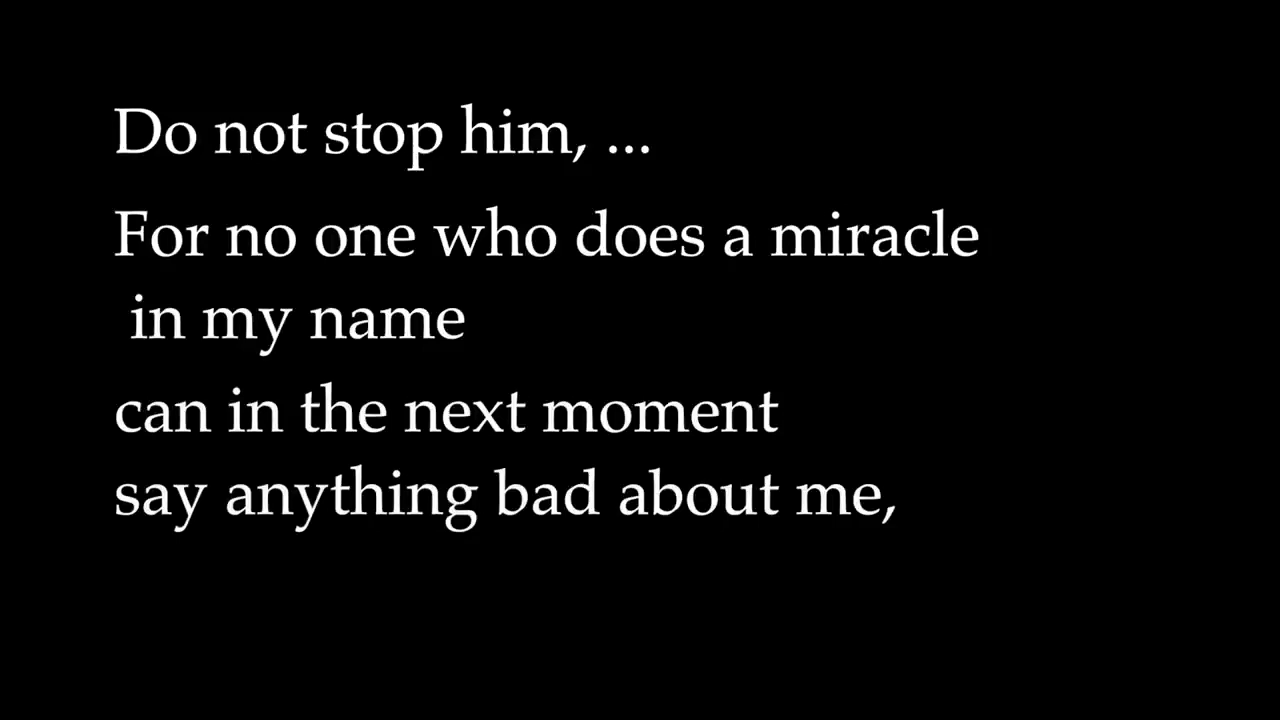 Do not stop him, ...
For no one who does a miracle
in my name
can in the next moment
say anything bad about me,